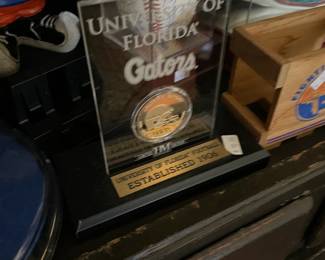 UNIVERSITY OF
FLORIDA
Gators
UNIVERSITY OF FLORIDA FOOTBALL
ESTABLISHED 1906